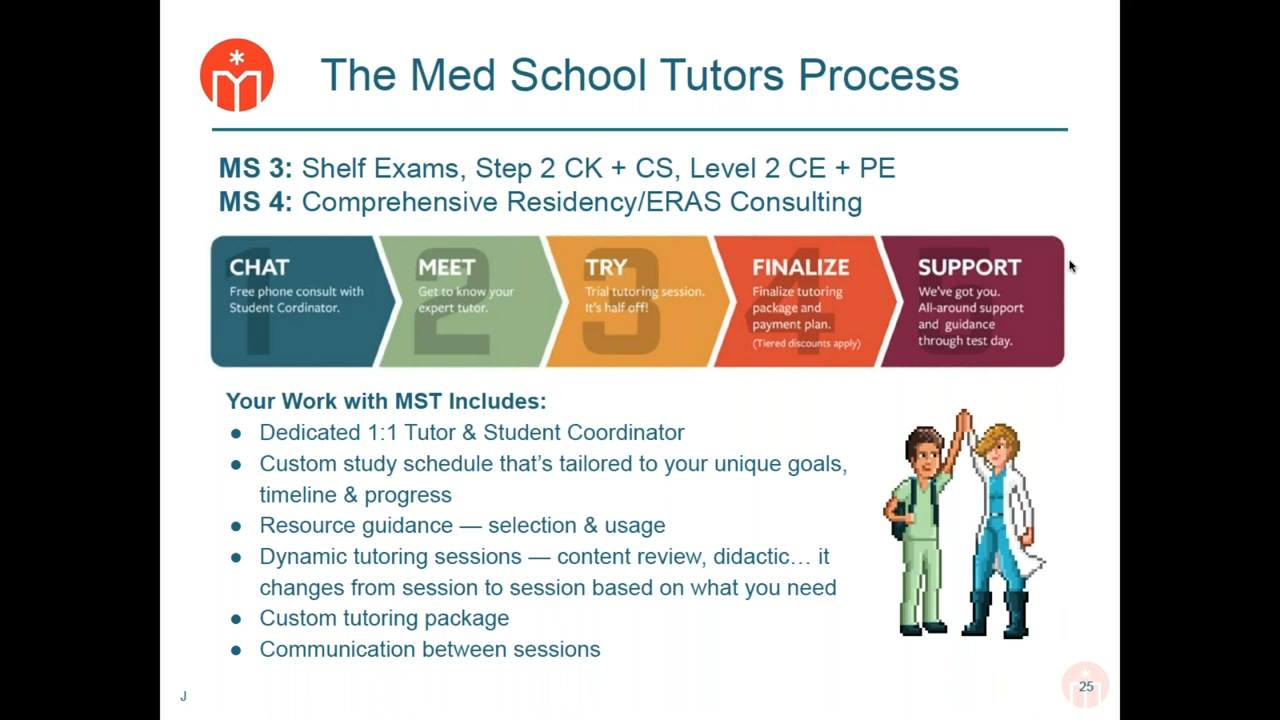 The Med School Tutors Process
MS 3: Shelf Exams, Step 2 CK + CS, Level 2 CE + PE
MS 4: Comprehensive Residency/ERAS Consulting
1
CHAT
Free phone consult with
Student Cordinator.
2
MEET
Get to know your
expert tutor.
3
TRY
Trial tutoring session.
It's half off!
4
FINALIZE
Finalize tutoring
package and
payment plan.
(Tiered discounts apply)
5
SUPPORT
We've got you.
All-around support
and guidance
through test day.
Your Work with MST Includes:
● Dedicated 1:1 Tutor & Student Coordinator
● Custom study schedule that's tailored to your unique goals,
timeline & progress
● Resource guidance — selection & usage
● Dynamic tutoring sessions — content review, didactic… it
changes from session to session based on what you need
● Custom tutoring package
● Communication between sessions
J
25